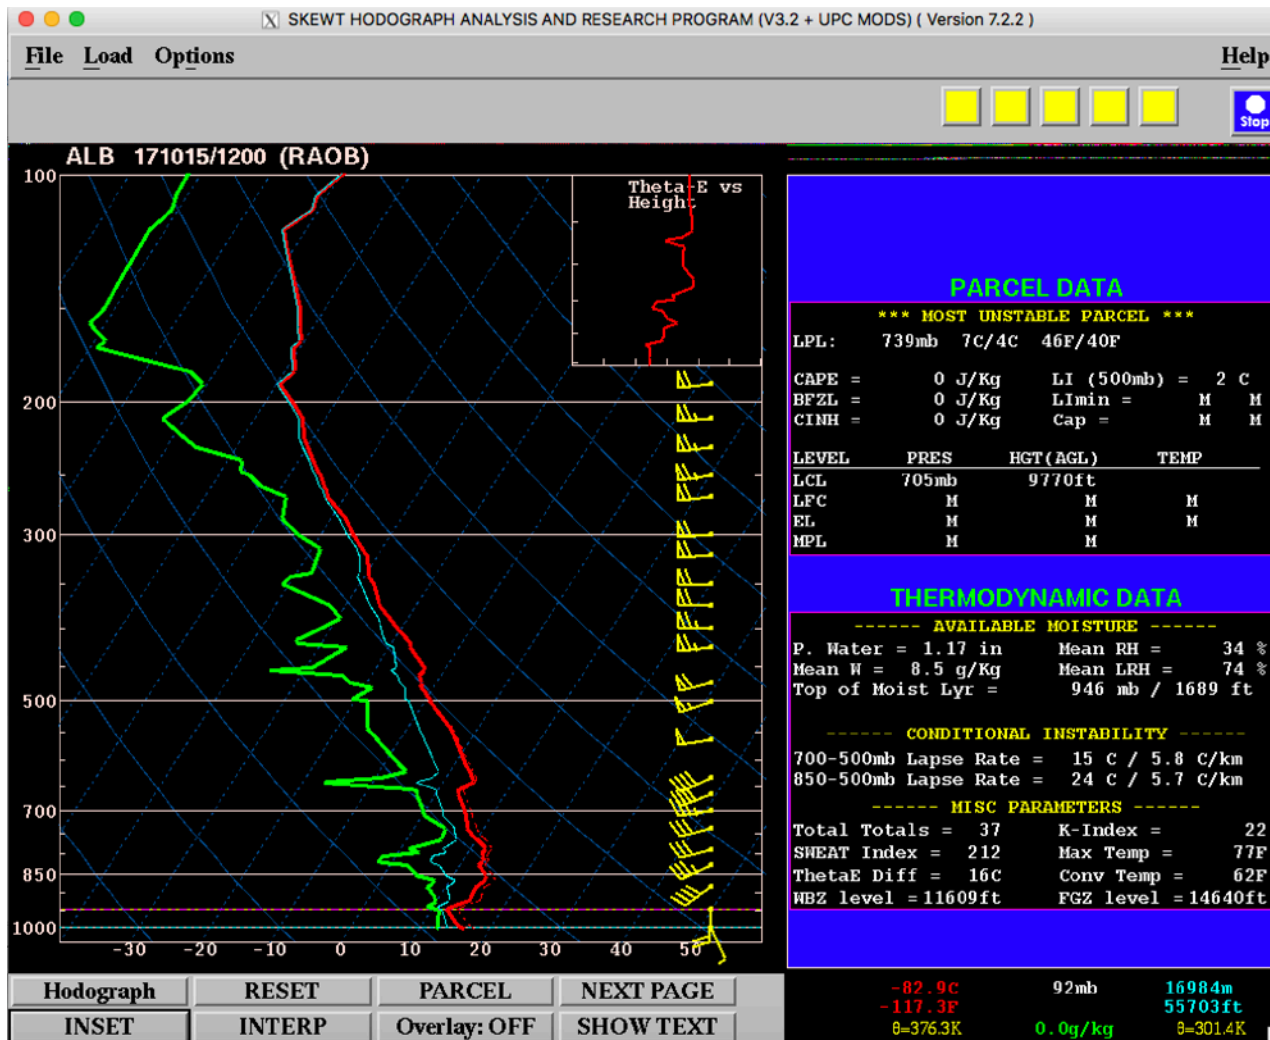 SKEWT HODOGRAPH ANALYSIS AND RESEARCH PROGRAM (V3.2 + UPC MODS) ( Version 7.2.2 )
File Load Options Help
Stop
ALB 171015/1200 (RAOB)
Theta-E vs
Height
100
200
300
500
700
850
1000
-30 -20 -10 0 10 20 30 40 50
PARCEL DATA
*** MOST UNSTABLE PARCEL ***
LPL: 739mb 7C/4C 46F/40F
CAPE = 0 J/Kg LI (500mb) = 2 C
BFZL = 0 J/Kg LImin = M M
CINH = 0 J/Kg Cap = M M
LEVEL PRES HGT(AGL) TEMP
LCL 705mb 9770ft
LFC M M M
EL M M M
MPL M M
THERMODYNAMIC DATA
------ AVAILABLE MOISTURE ------
P. Water = 1.17 in Mean RH = 34 %
Mean W = 8.5 g/Kg Mean LRH = 74 %
Top of Moist Lyr = 946 mb / 1689 ft
------ CONDITIONAL INSTABILITY ------
700-500mb Lapse Rate = 15 C / 5.8 C/km
850-500mb Lapse Rate = 24 C / 5.7 C/km
------ MISC PARAMETERS ------
Total Totals = 37 K-Index = 22
SWEAT Index = 212 Max Temp = 77F
ThetaE Diff = 16C Conv Temp = 62F
WBZ level =11609ft FGZ level =14640ft
Hodograph RESET PARCEL NEXT PAGE
INSET INTERP Overlay: OFF SHOW TEXT
-82.9C 92mb 16984m
-117.3F 55703ft
θ=376.3K 0.0g/kg θ=301.4K